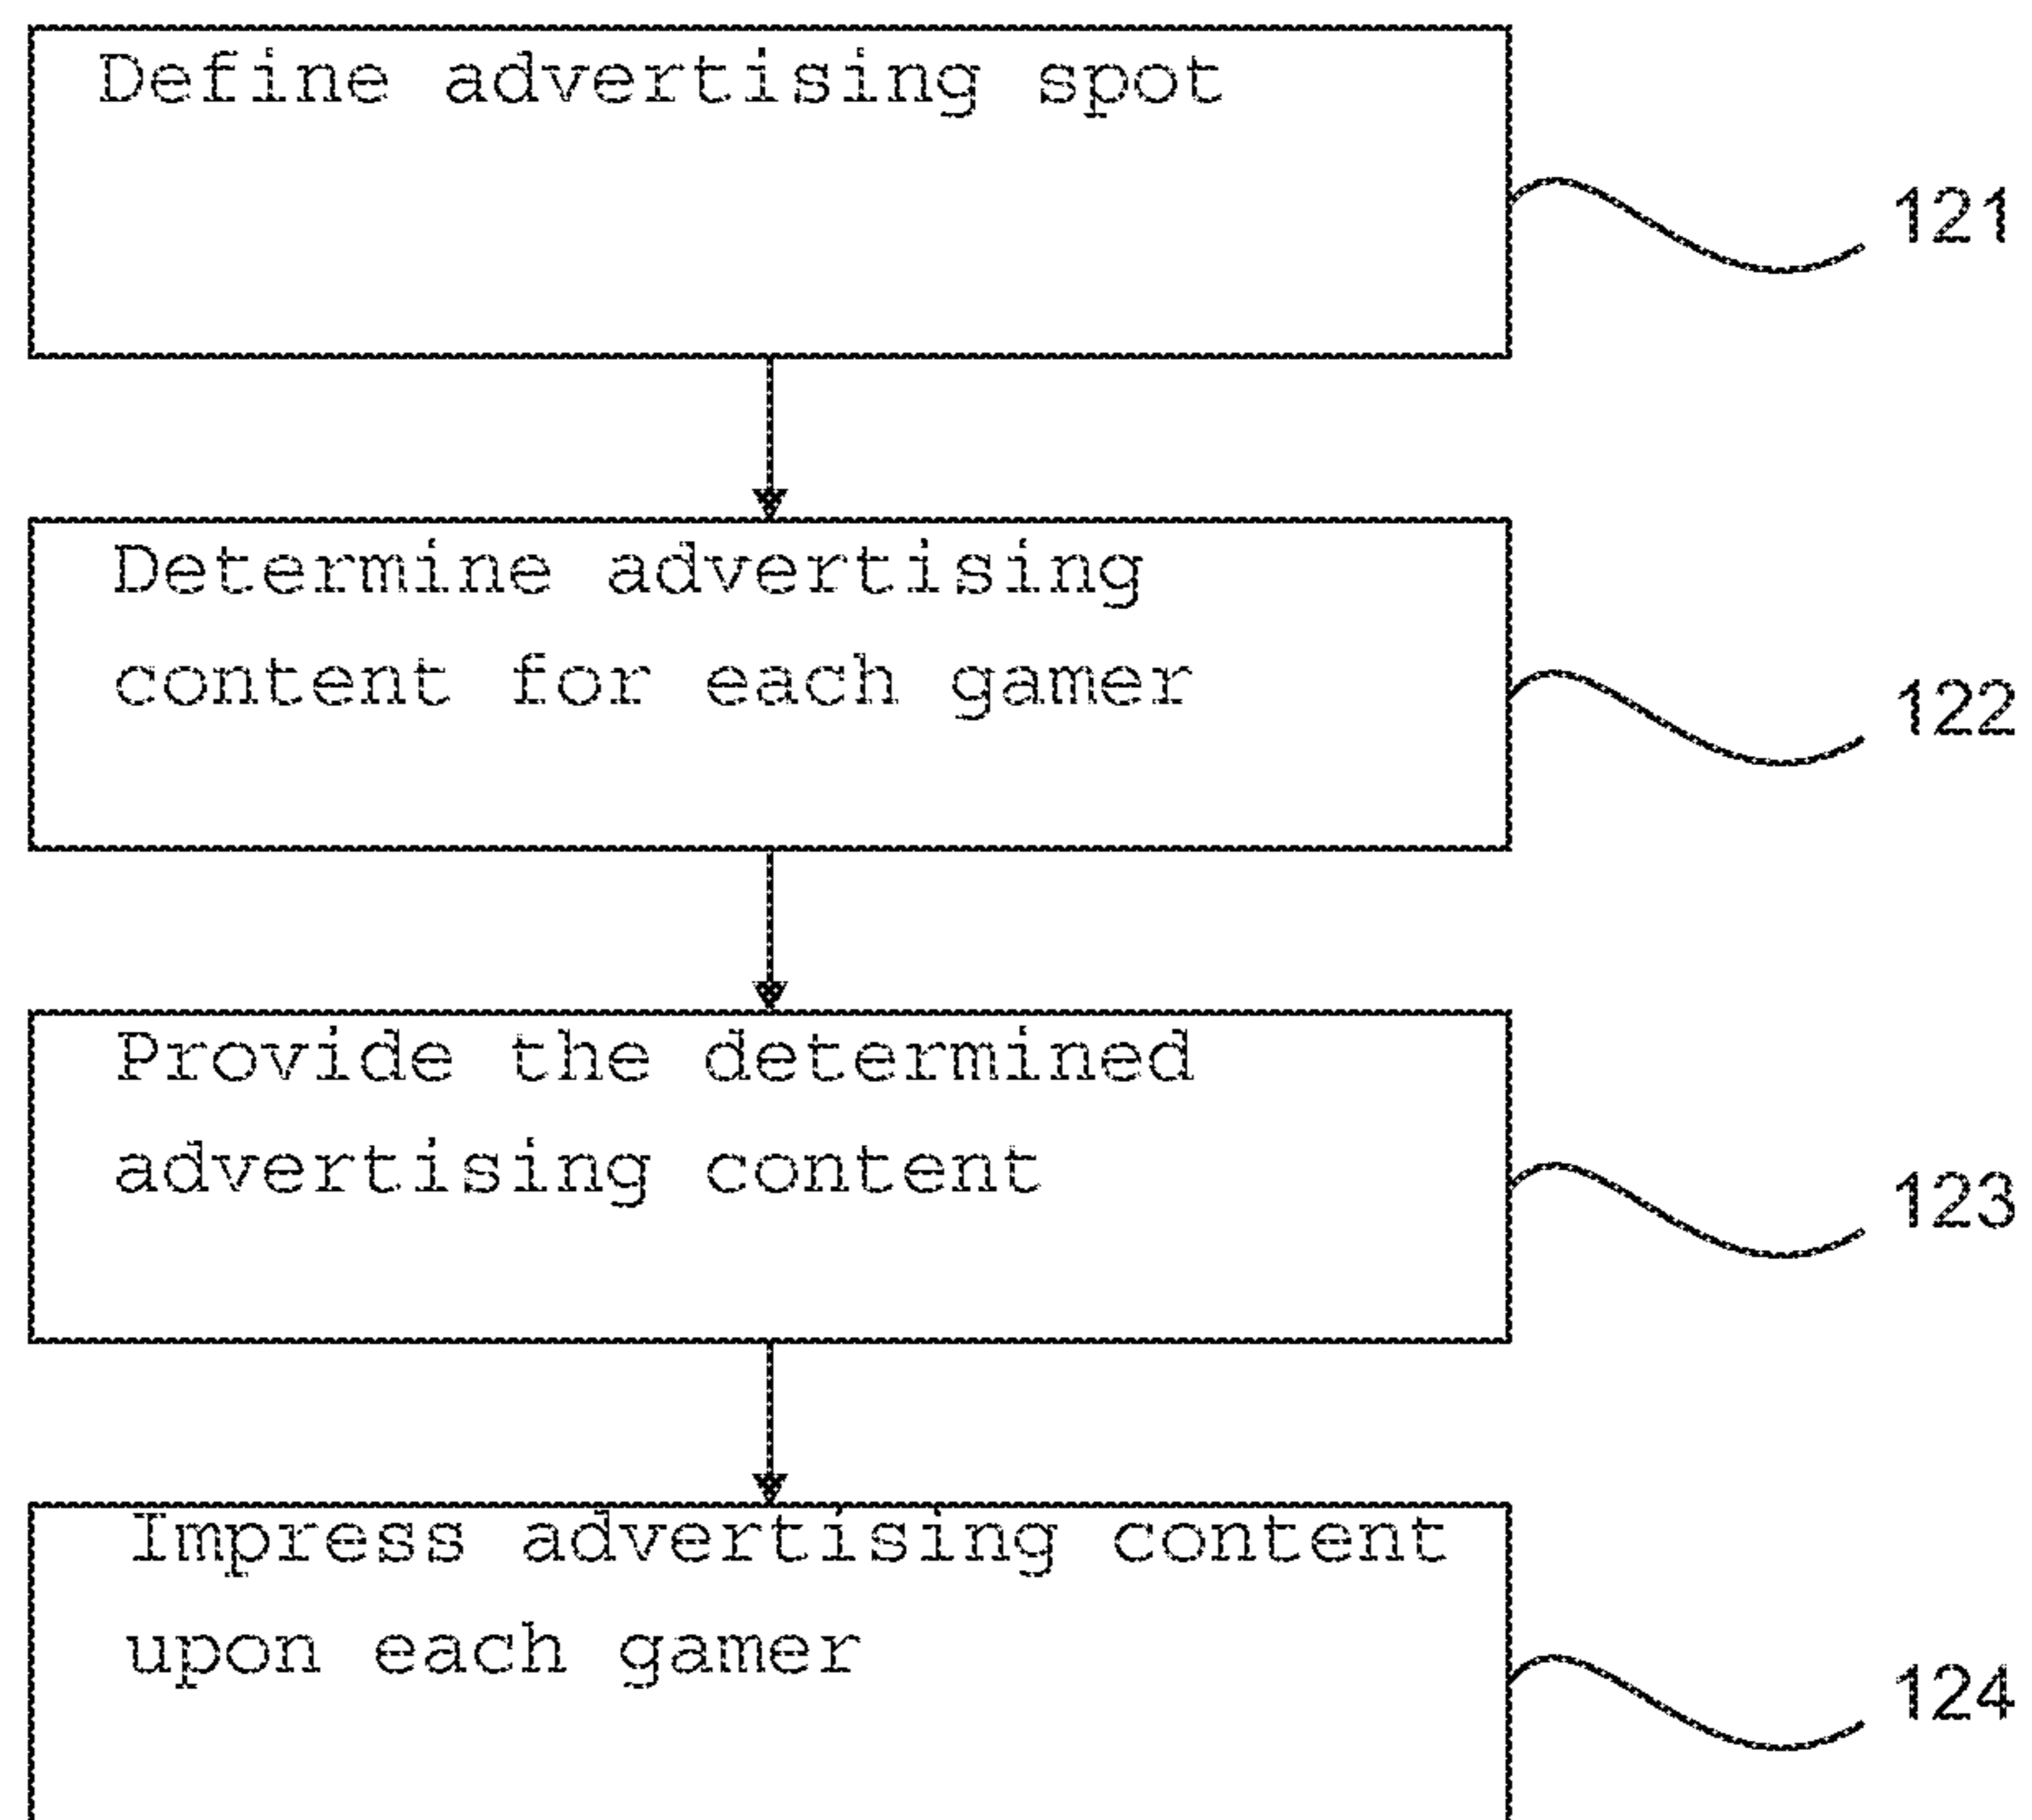 Define advertising spot
121
Determine advertising
content for each gamer
122
Provide the determined
advertising content
123
Impress advertising content
upon each gamer
124